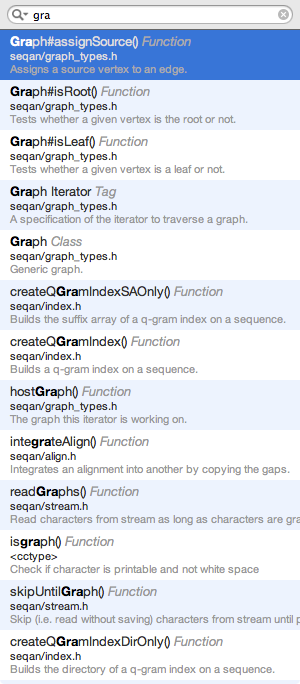 gra
Graph#assignSource() Function
seqan/graph_types.h
Assigns a source vertex to an edge.
Graph#isRoot() Function
seqan/graph_types.h
Tests whether a given vertex is the root or not.
Graph#isLeaf() Function
seqan/graph_types.h
Tests whether a given vertex is a leaf or not.
Graph Iterator Tag
seqan/graph_types.h
A specification of the iterator to traverse a graph.
Graph Class
seqan/graph_types.h
Generic graph.
createQGramIndexSAOnly() Function
seqan/index.h
Builds the suffix array of a q-gram index on a sequence.
createQGramIndex() Function
seqan/index.h
Builds a q-gram index on a sequence.
hostGraph() Function
seqan/graph_types.h
The graph this iterator is working on.
integrateAlign() Function
seqan/align.h
Integrates an alignment into another by copying the gaps.
readGraphs() Function
seqan/stream.h
Read characters from stream as long as characters are gra
isgraph() Function
<cctype>
Check if character is printable and not white space
skipUntilGraph() Function
seqan/stream.h
Skip (i.e. read without saving) characters from stream until p
createQGramIndexDirOnly() Function
seqan/index.h
Builds the directory of a q-gram index on a sequence.